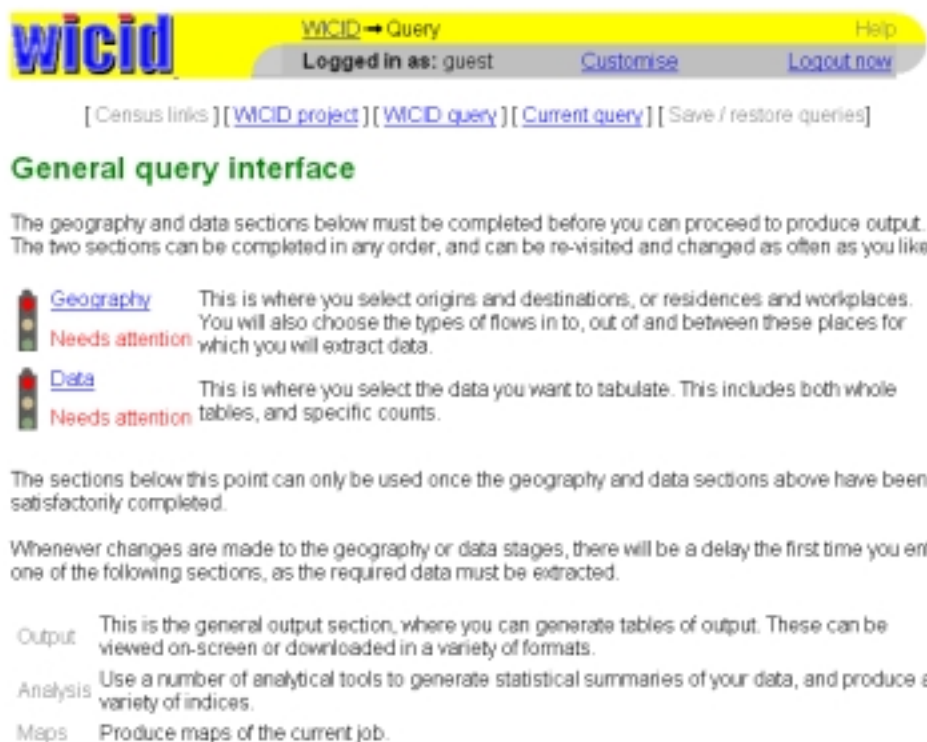 wicid
WICID → Query
Help
Logged in as: guest
Customise
Logout now
[ Census links ] [ WICID project ] [ WICID query ] [ Current query ] [ Save / restore queries]
General query interface
The geography and data sections below must be completed before you can proceed to produce output.
The two sections can be completed in any order, and can be re-visited and changed as often as you like
Geography
Needs attention
This is where you select origins and destinations, or residences and workplaces.
You will also choose the types of flows in to, out of and between these places for
which you will extract data.
Data
Needs attention
This is where you select the data you want to tabulate. This includes both whole
tables, and specific counts.
The sections below this point can only be used once the geography and data sections above have been
satisfactorily completed.
Whenever changes are made to the geography or data stages, there will be a delay the first time you ent
one of the following sections, as the required data must be extracted.
Output
This is the general output section, where you can generate tables of output. These can be
viewed on-screen or downloaded in a variety of formats.
Analysis
Use a number of analytical tools to generate statistical summaries of your data, and produce a
variety of indices.
Maps
Produce maps of the current job.